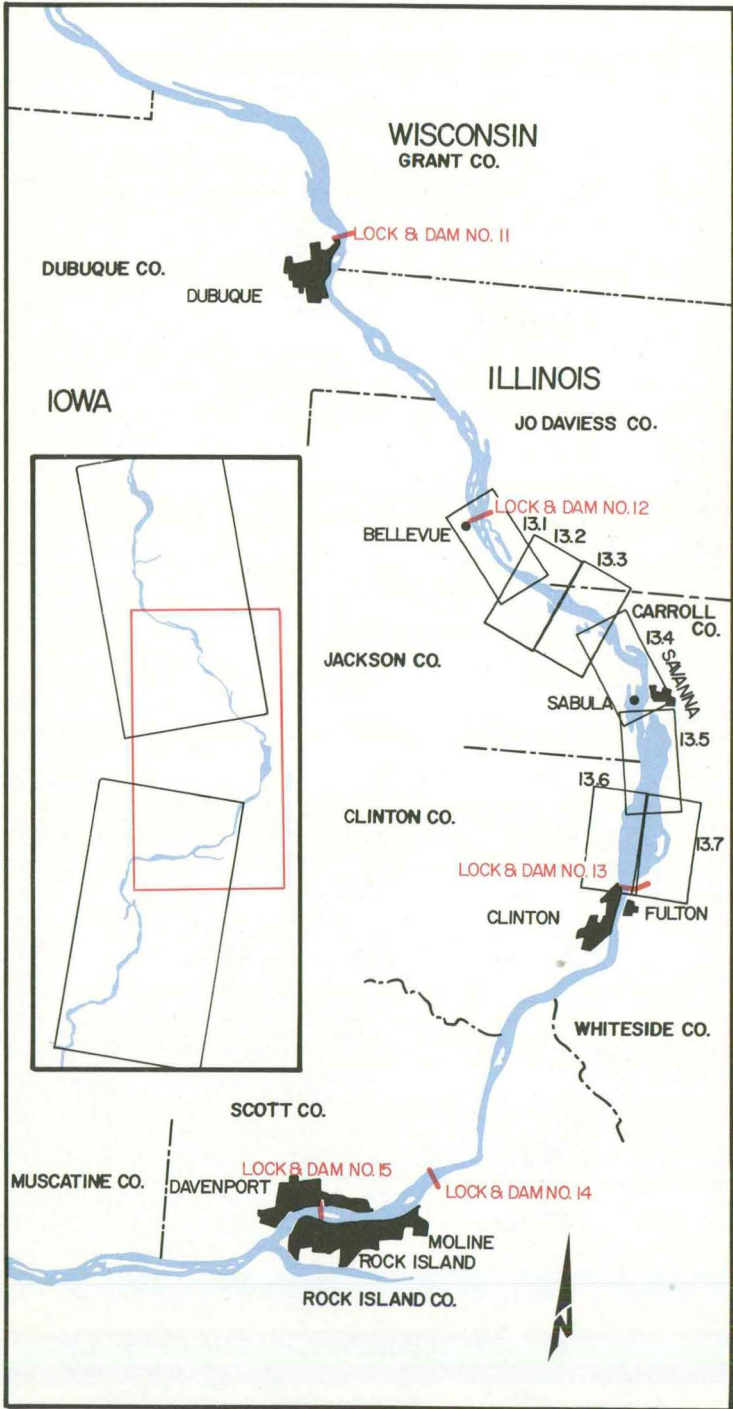 WISCONSIN
GRANT CO.
LOCK & DAM NO. 11
DUBUQUE CO.
DUBUQUE
ILLINOIS
IOWA
JO DAVIESS CO.
LOCK & DAM NO. 12
BELLEVUE
13.1
13.2
13.3
CARROLL
CO.
13.4
SAVANNA
JACKSON CO.
SABULA
13.5
13.6
CLINTON CO.
13.7
LOCK & DAM NO. 13
CLINTON
FULTON
WHITESIDE CO.
SCOTT CO.
LOCK & DAM NO. 15
MUSCATINE CO.
DAVENPORT
LOCK & DAM NO. 14
MOLINE
ROCK ISLAND
ROCK ISLAND CO.
N